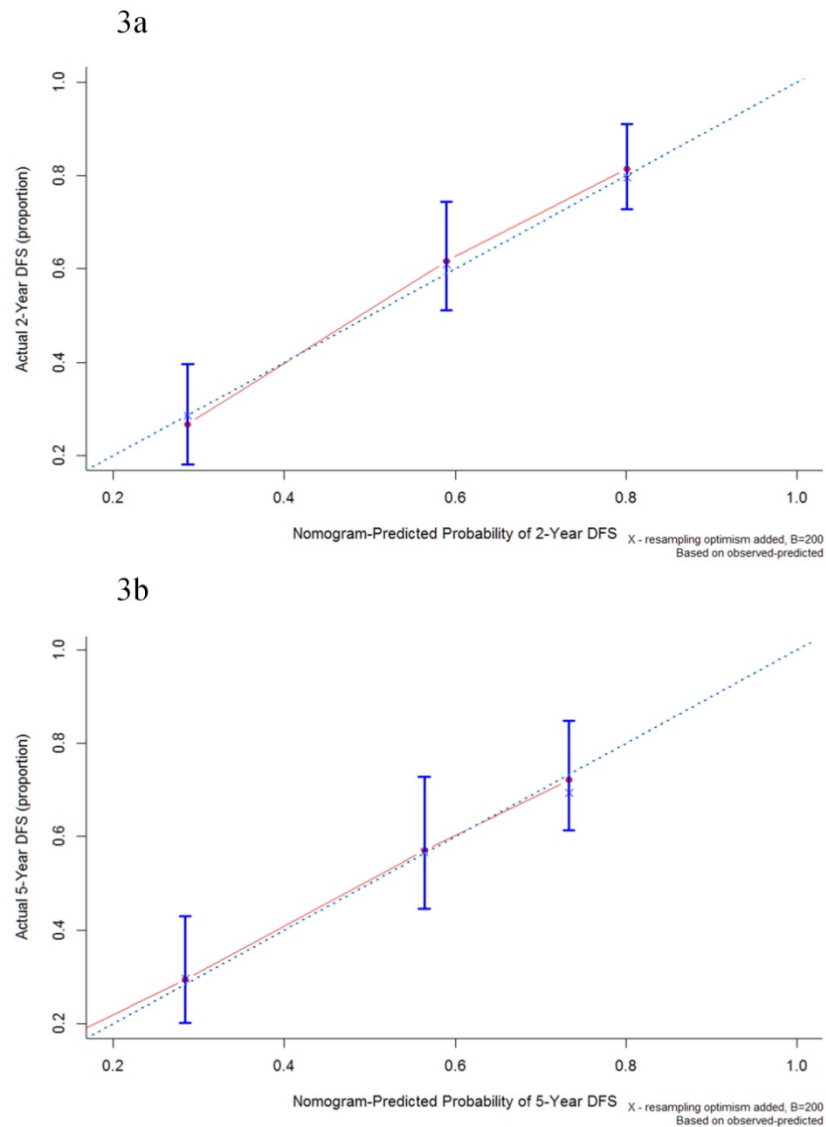 3a
1.0
0.8
0.6
0.4
0.2
Actual 2-Year DFS (proportion)
0.2 0.4 0.6 0.8 1.0
Nomogram-Predicted Probability of 2-Year DFS
X - resampling optimism added, B=200
Based on observed-predicted
3b
1.0
0.8
0.6
0.4
0.2
Actual 5-Year DFS (proportion)
0.2 0.4 0.6 0.8 1.0
Nomogram-Predicted Probability of 5-Year DFS
X - resampling optimism added, B=200
Based on observed-predicted